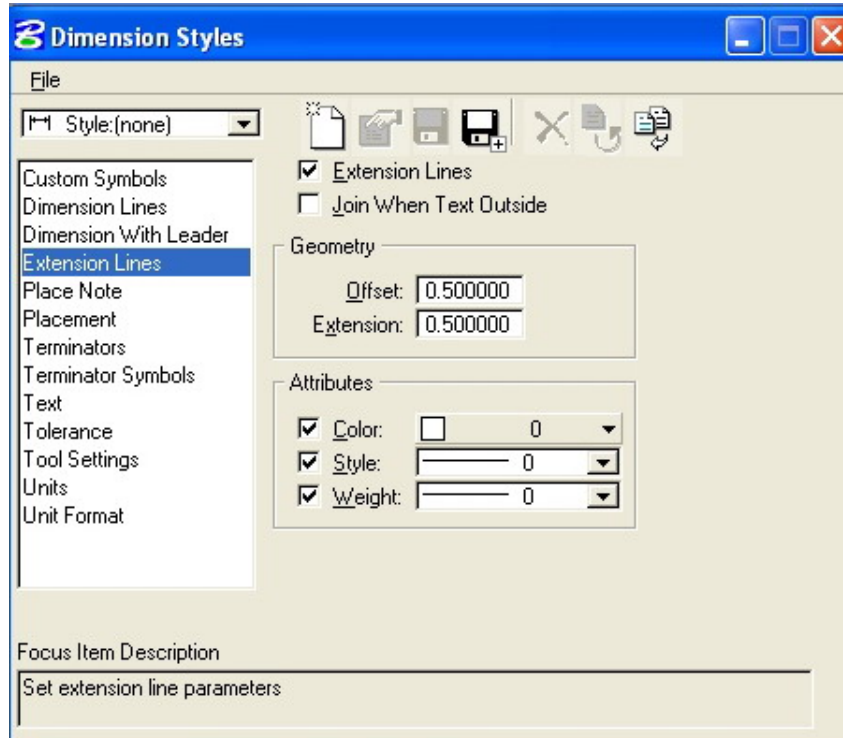 Dimension Styles
File
Style:(none)
Custom Symbols
Dimension Lines
Dimension With Leader
Extension Lines
Place Note
Placement
Terminators
Terminator Symbols
Text
Tolerance
Tool Settings
Units
Unit Format
Extension Lines
Join When Text Outside
Geometry
Offset: 0.500000
Extension: 0.500000
Attributes
Color: 0
Style: 0
Weight: 0
Focus Item Description
Set extension line parameters